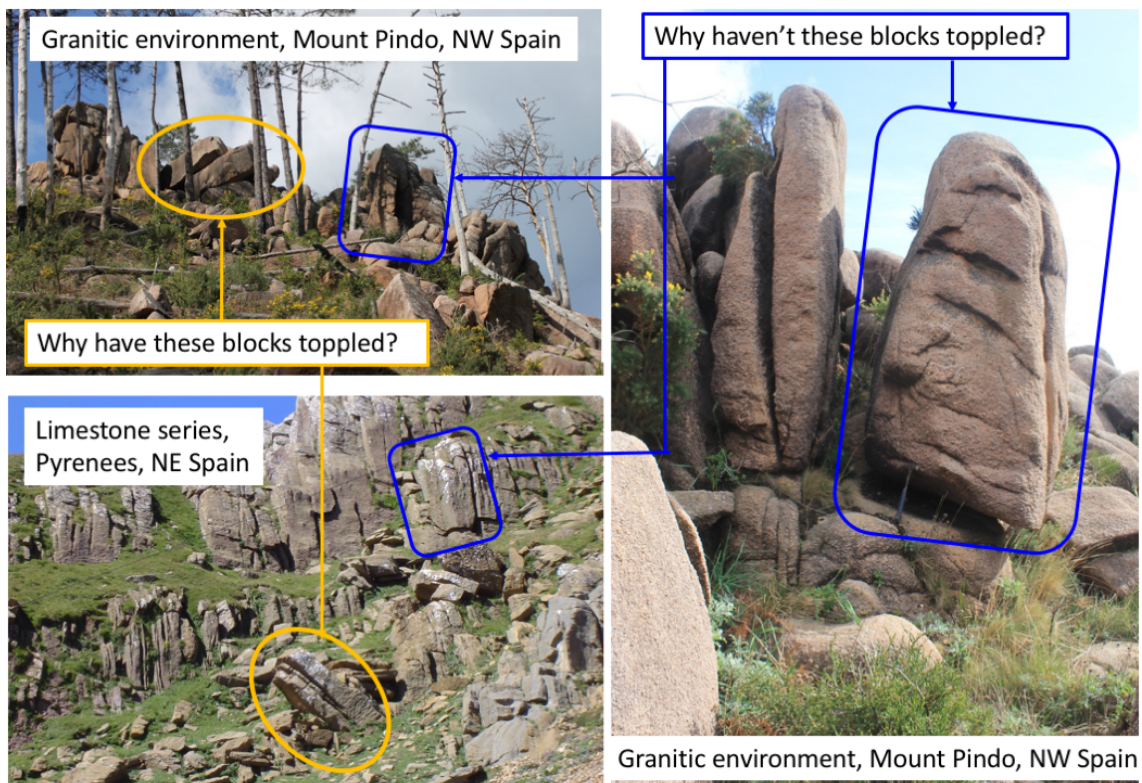 Granitic environment, Mount Pindo, NW Spain
Why haven't these blocks toppled?
Why have these blocks toppled?
Limestone series,
Pyrenees, NE Spain
Granitic environment, Mount Pindo, NW Spain